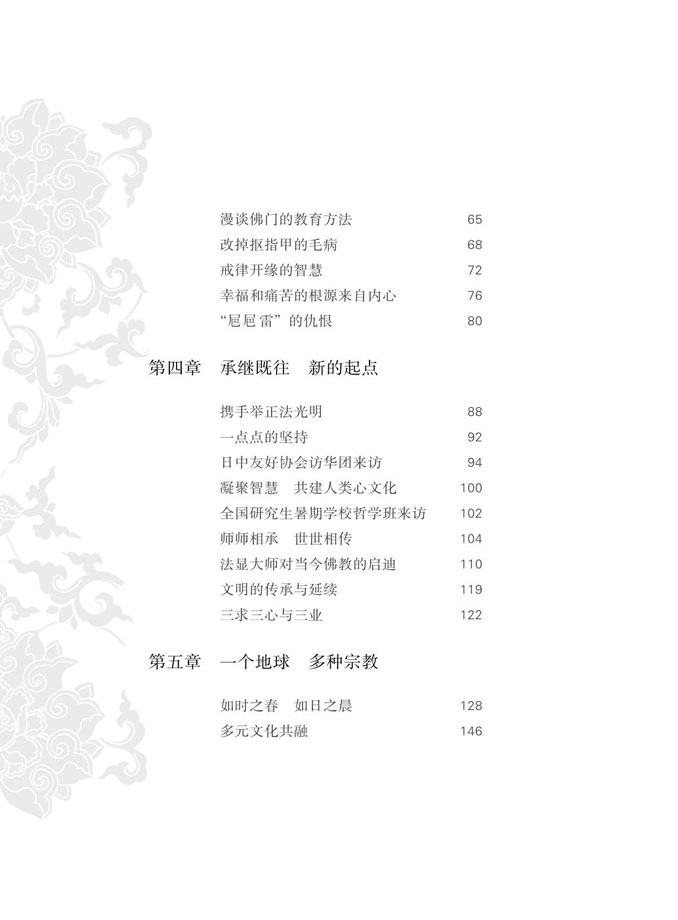 漫谈佛门的教育方法 65
改掉抠指甲的毛病 68
戒律开缘的智慧 72
幸福和痛苦的根源来自内心 76
“屃屃雷”的仇恨 80
第四章 承继既往 新的起点
携手举正法光明 88
一点点的坚持 92
日中友好协会访华团来访 94
凝聚智慧 共建人类心文化 100
全国研究生暑期学校哲学班来访 102
师师相承 世世相传 104
法显大师对当今佛教的启迪 110
文明的传承与延续 119
三求三心与三业 122
第五章 一个地球 多种宗教
如时之春 如日之晨 128
多元文化共融 146